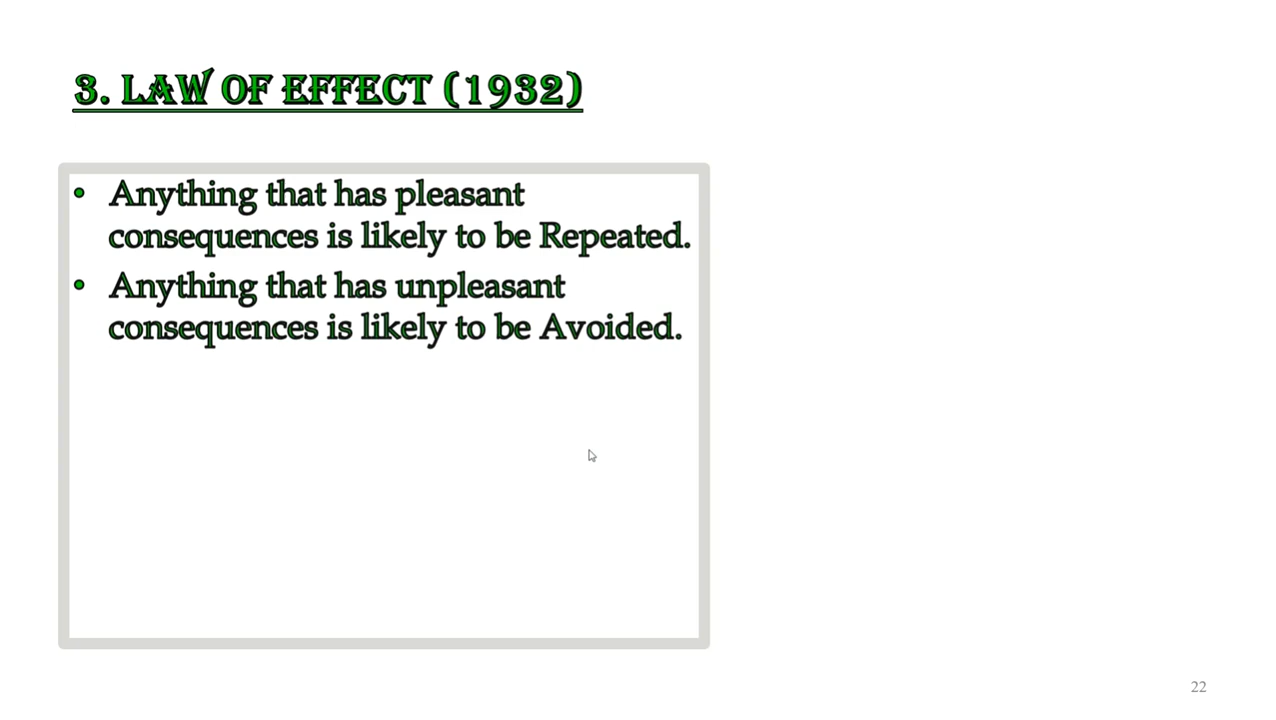 3. LAW OF EFFECT (1932)
• Anything that has pleasant
consequences is likely to be Repeated.
• Anything that has unpleasant
consequences is likely to be Avoided.
22